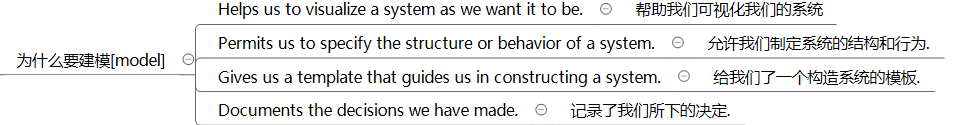 Helps us to visualize a system as we want it to be. 帮助我们可视化我们的系统
Permits us to specify the structure or behavior of a system. 允许我们制定系统的结构和行为.
为什么要建模[model]
Gives us a template that guides us in constructing a system. 给我们了一个构造系统的模板.
Documents the decisions we have made. 记录了我们所下的决定.